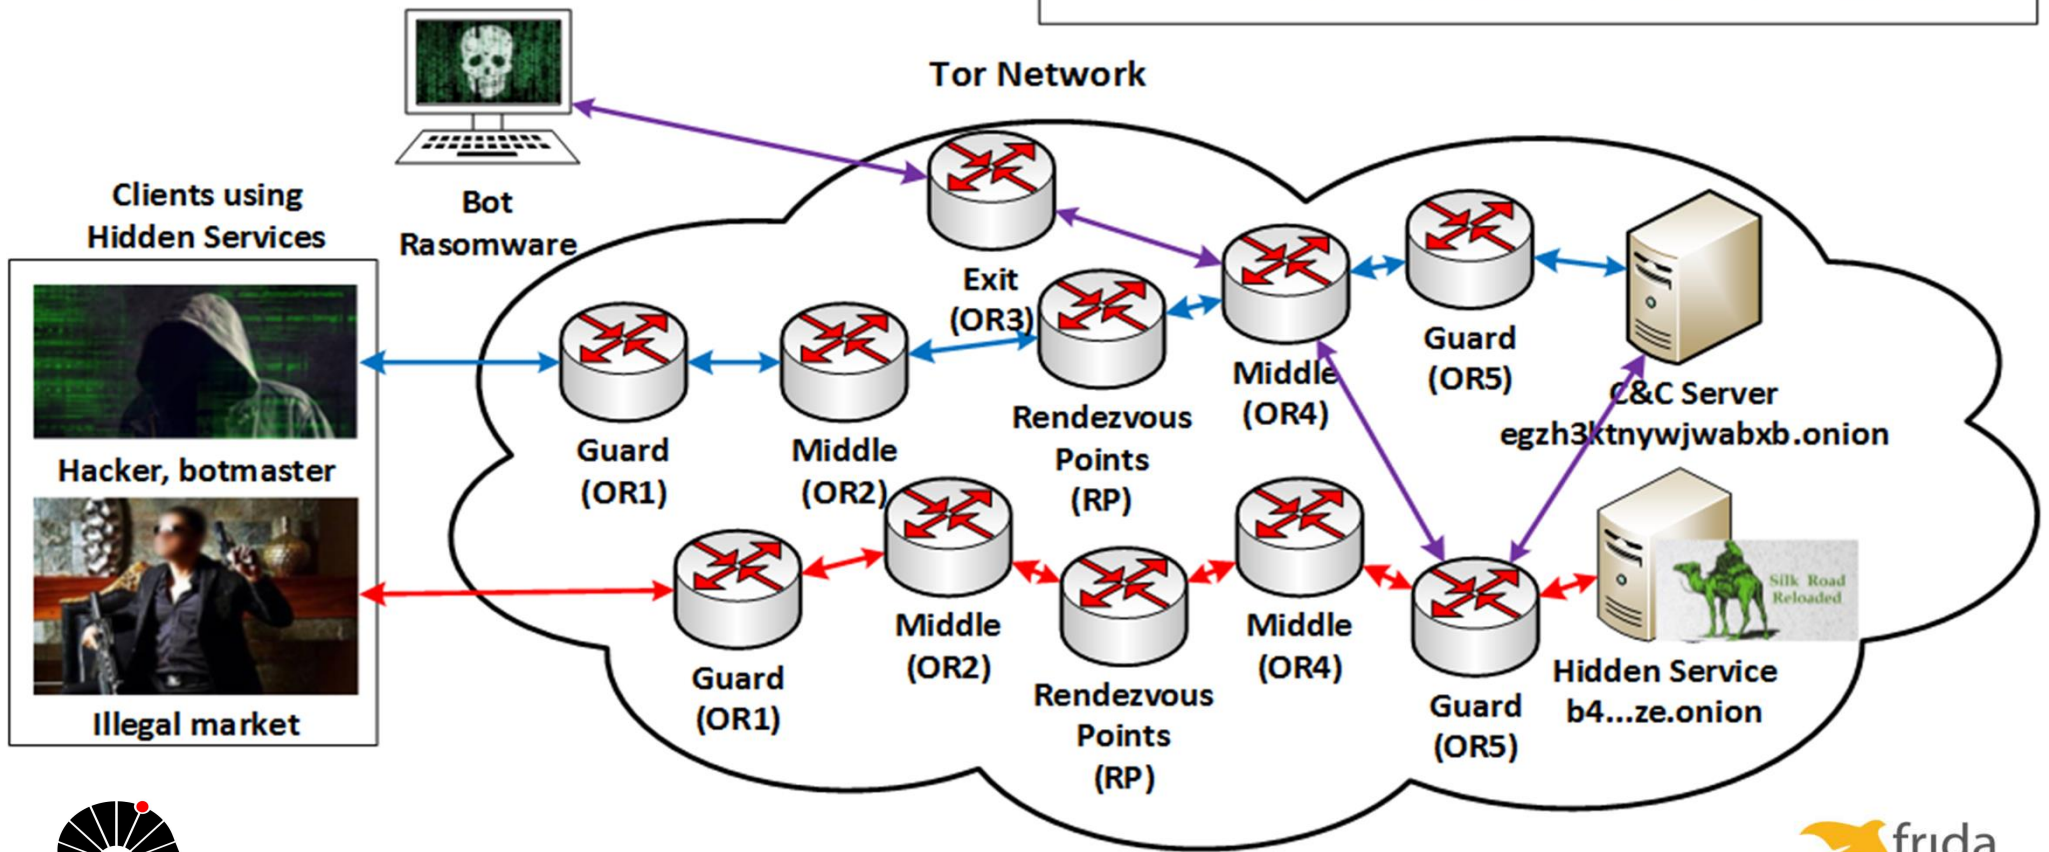 Tor Network
Clients using
Hidden Services
Bot
Rasomware
Hacker, botmaster
Illegal market
Exit
(OR3)
Guard
(OR1)
Middle
(OR2)
Rendezvous
Points
(RP)
Middle
(OR4)
Guard
(OR5)
C&C Server
egzh3ktnywjwabxb.onion
Guard
(OR1)
Middle
(OR2)
Rendezvous
Points
(RP)
Middle
(OR4)
Guard
(OR5)
Silk Road
Reloaded
Hidden Service
b4...ze.onion
frida